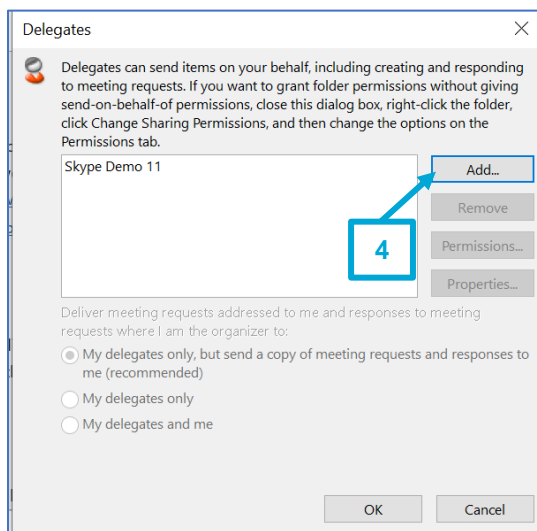 Delegates
Delegates can send items on your behalf, including creating and responding
to meeting requests. If you want to grant folder permissions without giving
send-on-behalf-of permissions, close this dialog box, right-click the folder,
click Change Sharing Permissions, and then change the options on the
Permissions tab.
Skype Demo 11
Add...
Remove
4
Permissions...
Properties...
Deliver meeting requests addressed to me and responses to meeting
requests where I am the organizer to:
My delegates only, but send a copy of meeting requests and responses to
me (recommended)
My delegates only
My delegates and me
OK
Cancel